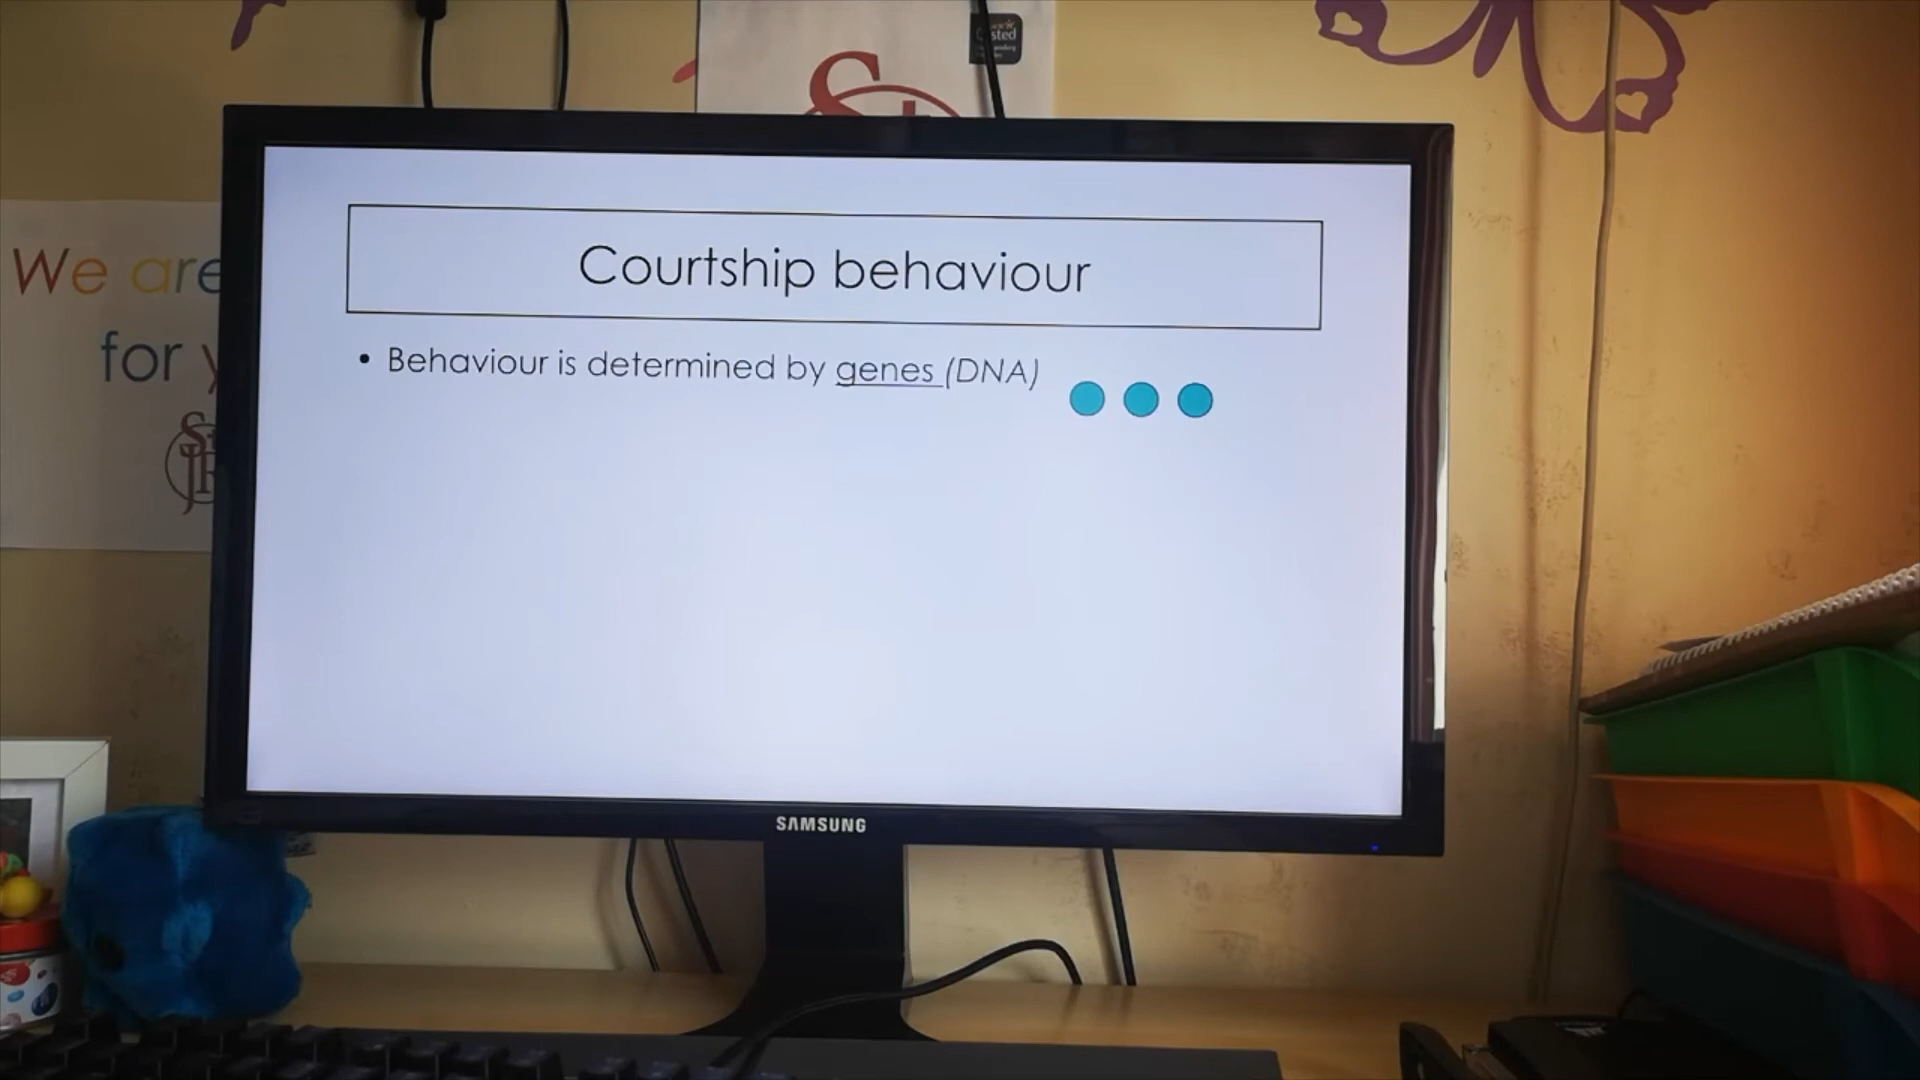 Courtship behaviour
• Behaviour is determined by genes (DNA)
We are
for
SAMSUNG